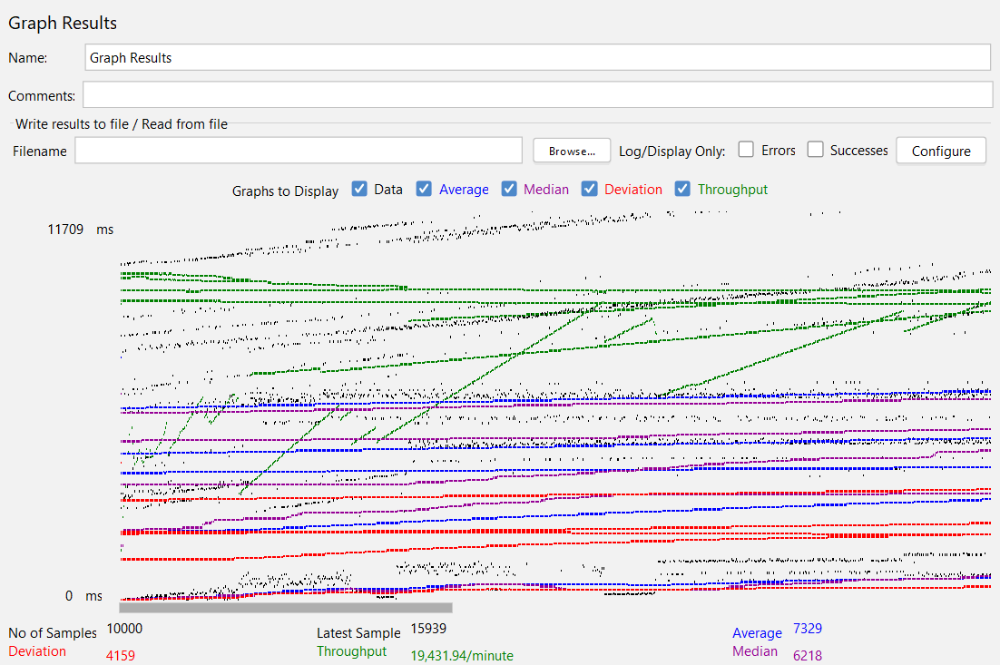 Graph Results
Name: Graph Results
Comments:
Write results to file / Read from file
Filename Browse... Log/Display Only: Errors Successes Configure
Graphs to Display Data Average Median Deviation Throughput
11709 ms
0 ms
No of Samples 10000 Latest Sample 15939 Average 7329
Deviation 4159 Throughput 19,431.94/minute Median 6218